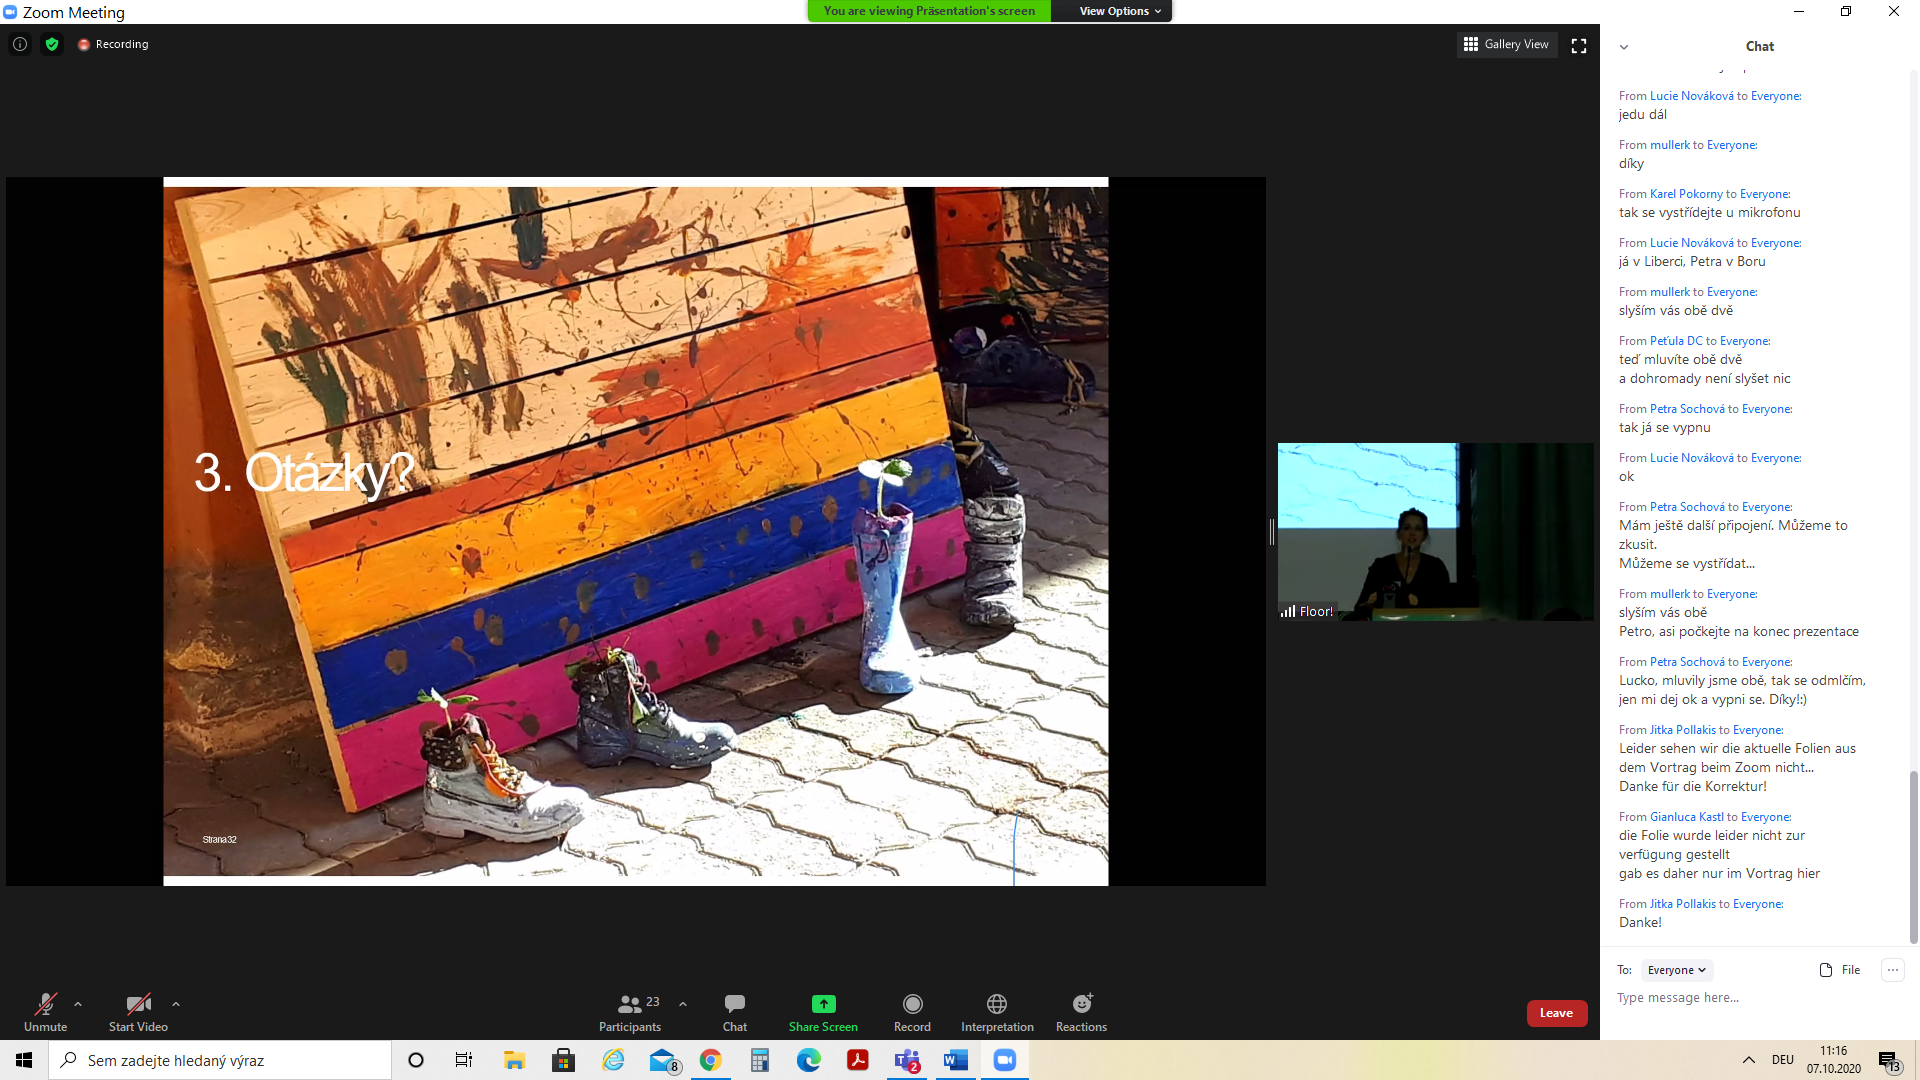 Zoom Meeting
You are viewing Präsentation's screen
View Options
Recording
Gallery View
3. Otázky?
Strana32
Floor!
Chat
From Lucie Nováková to Everyone:
jedu dál
From mullerk to Everyone:
díky
From Karel Pokorny to Everyone:
tak se vystřídejte u mikrofonu
From Lucie Nováková to Everyone:
já v Liberci, Petra v Boru
From mullerk to Everyone:
slyším vás obě dvě
From Peťula DC to Everyone:
teď mluvíte obě dvě
a dohromady není slyšet nic
From Petra Sochová to Everyone:
tak já se vypnu
From Lucie Nováková to Everyone:
ok
From Petra Sochová to Everyone:
Mám ještě další připojení. Můžeme to
zkusit.
Můžeme se vystřídat...
From mullerk to Everyone:
slyším vás obě
Petro, asi počkejte na konec prezentace
From Petra Sochová to Everyone:
Lucko, mluvily jsme obě, tak se odmlčím,
jen mi dej ok a vypni se. Díky!:)
From Jitka Pollakis to Everyone:
Leider sehen wir die aktuelle Folien aus
dem Vortrag beim Zoom nicht...
Danke für die Korrektur!
From Gianluca Kastl to Everyone:
die Folie wurde leider nicht zur
verfügung gestellt
gab es daher nur im Vortrag hier
From Jitka Pollakis to Everyone:
Danke!
To: Everyone
File
Type message here...
Unmute
Start Video
23
Participants
Chat
Share Screen
Record
Interpretation
Reactions
Leave
Sem zadejte hledaný výraz
8
2
DEU
11:16
07.10.2020
13